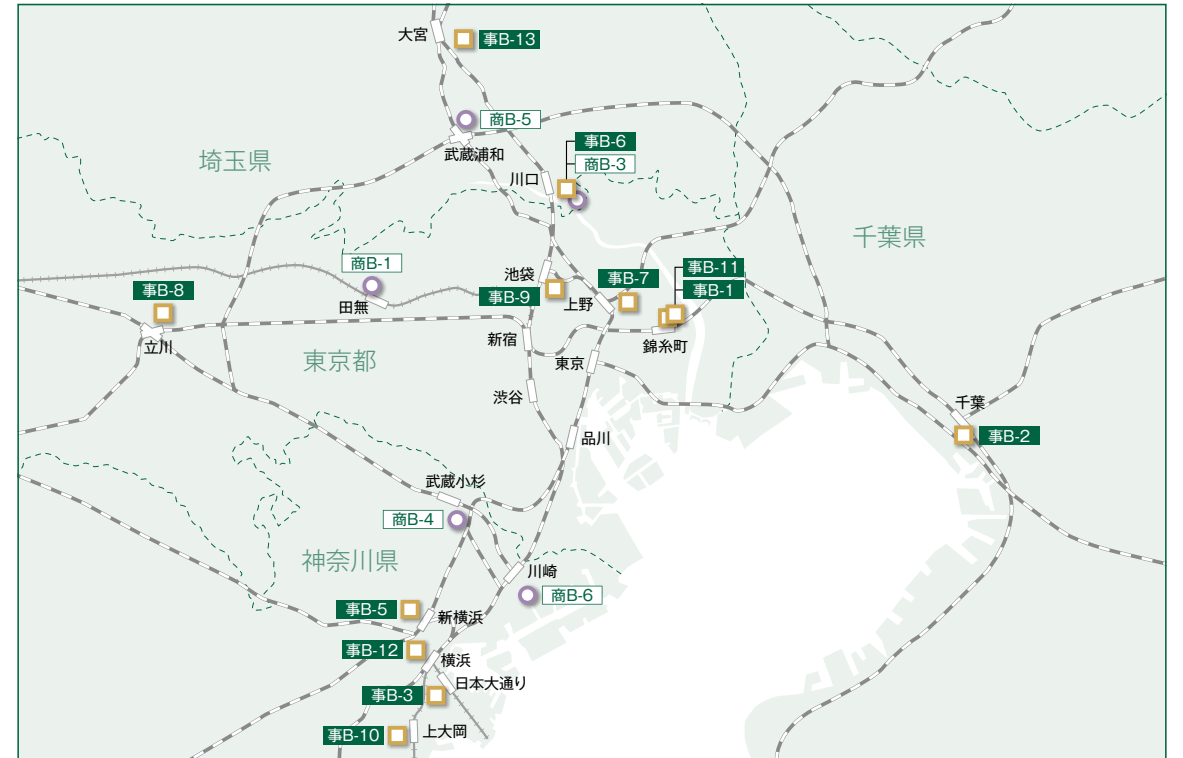 大宮
事B-13
商B-5
武蔵浦和
事B-6
商B-3
埼玉県
川口
千葉県
商B-1
池袋
事B-7
事B-11
事B-8
事B-9
事B-1
田無
上野
立川
新宿
錦糸町
東京都
東京
渋谷
千葉
品川
事B-2
武蔵小杉
商B-4
神奈川県
川崎
商B-6
事B-5
新横浜
事B-12
横浜
日本大通り
事B-3
上大岡
事B-10